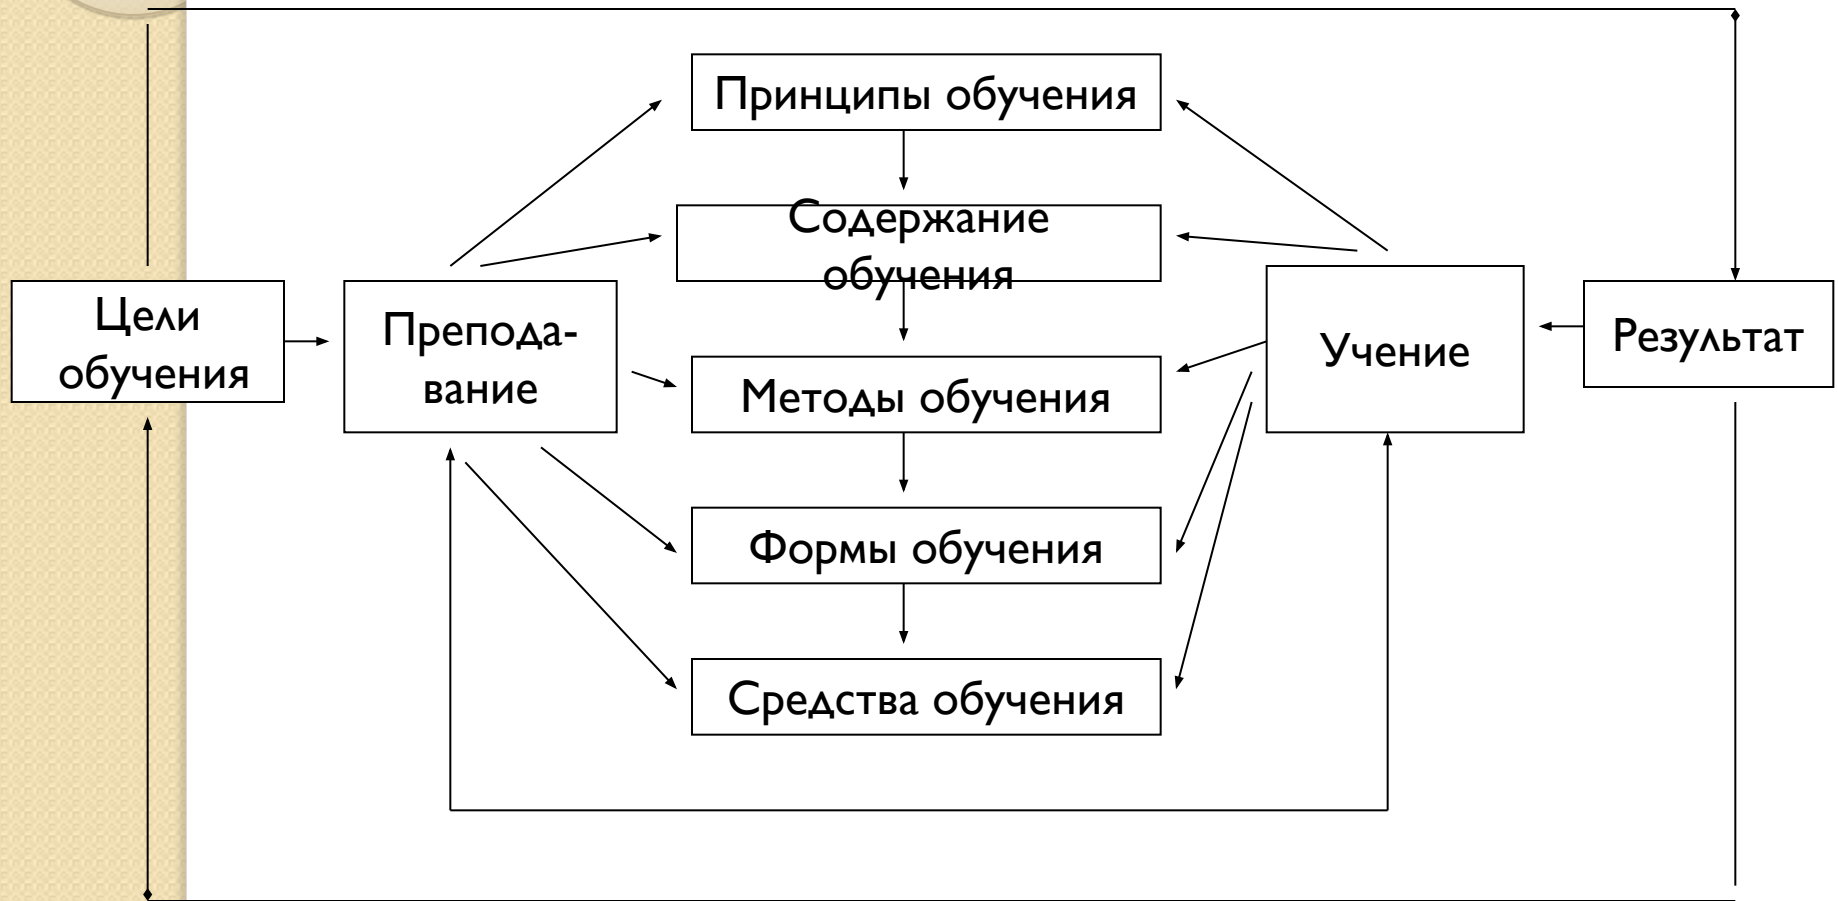 Принципы обучения
Содержание
обучения
Цели
обучения
Препода-
вание
Методы обучения
Учение
Результат
Формы обучения
Средства обучения